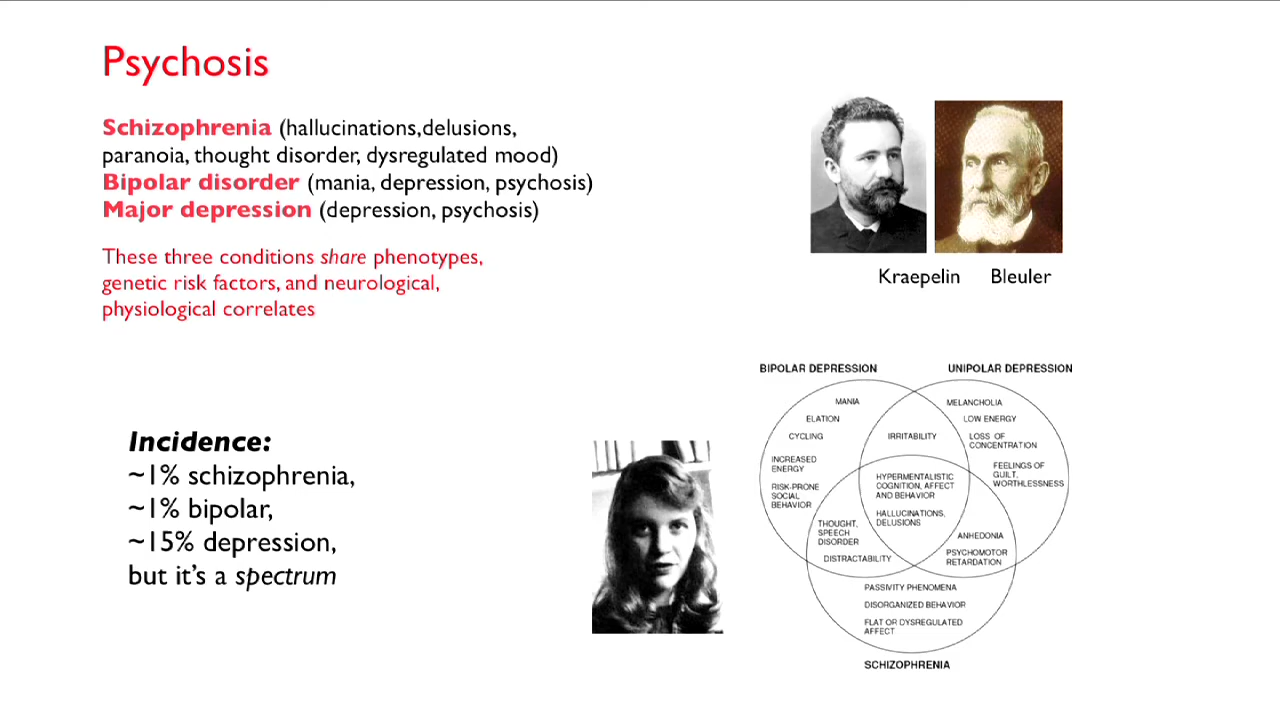 Psychosis
Schizophrenia (hallucinations,delusions,
paranoia, thought disorder, dysregulated mood)
Bipolar disorder (mania, depression, psychosis)
Major depression (depression, psychosis)
These three conditions share phenotypes,
genetic risk factors, and neurological,
physiological correlates
Kraepelin Bleuler
Incidence:
~1% schizophrenia,
~1% bipolar,
~15% depression,
but it's a spectrum
BIPOLAR DEPRESSION
UNIPOLAR DEPRESSION
MANIA
ELATION
CYCLING
INCREASED
ENERGY
RISK-PRONE
SOCIAL
BEHAVIOR
IRRITABILITY
MELANCHOLIA
LOW ENERGY
LOSS OF
CONCENTRATION
FEELINGS OF
GUILT,
WORTHLESSNESS
HYPERMENTALISTIC
COGNITION, AFFECT
AND BEHAVIOR
HALLUCINATIONS,
DELUSIONS
THOUGHT,
SPEECH
DISORDER
DISTRACTABILITY
ANHEDONIA
PSYCHOMOTOR
RETARDATION
PASSIVITY PHENOMENA
DISORGANIZED BEHAVIOR
FLAT OR DYSREGULATED
AFFECT
SCHIZOPHRENIA